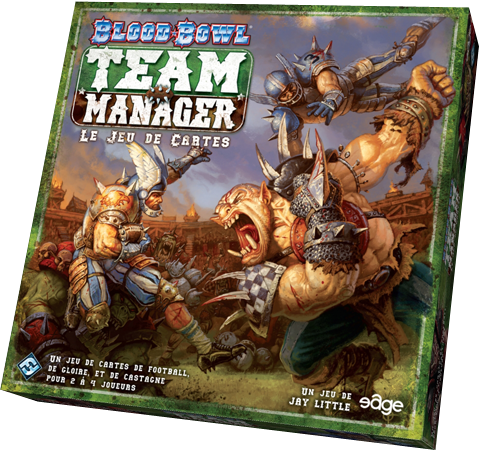 Blood Bowl
TEAM
MANAGER
Le Jeu de Cartes
Un jeu de cartes de football,
de gloire, et de castagne
pour 2 à 4 joueurs
Un jeu de
Jay Little
edge
TEAM